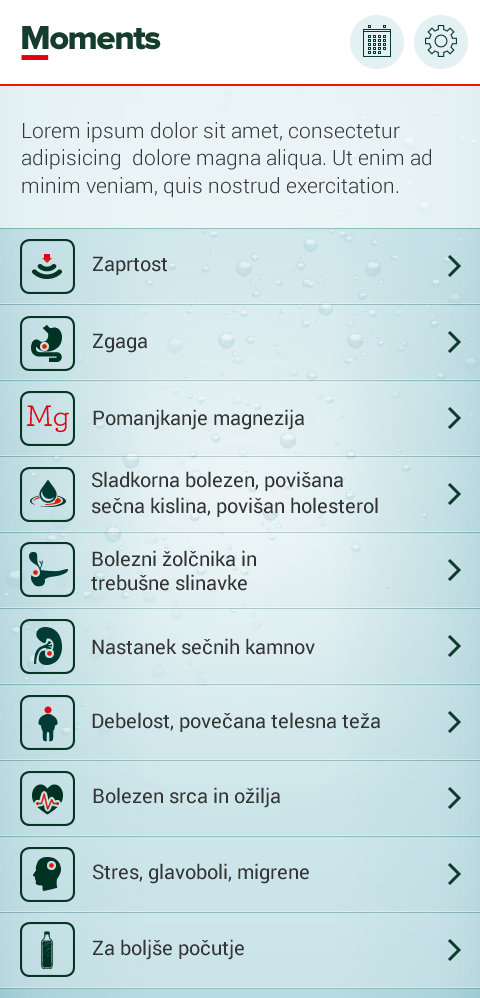 Moments
Lorem ipsum dolor sit amet, consectetur
adipisicing dolore magna aliqua. Ut enim ad
minim veniam, quis nostrud exercitation.
Zaprtost
Zgaga
Mg
Pomanjkanje magnezija
Sladkorna bolezen, povišana
sečna kislina, povišan holesterol
Bolezni žolčnika in
trebušne slinavke
Nastanek sečnih kamnov
Debelost, povečana telesna teža
Bolezen srca in ožilja
Stres, glavoboli, migrene
Za boljše počutje